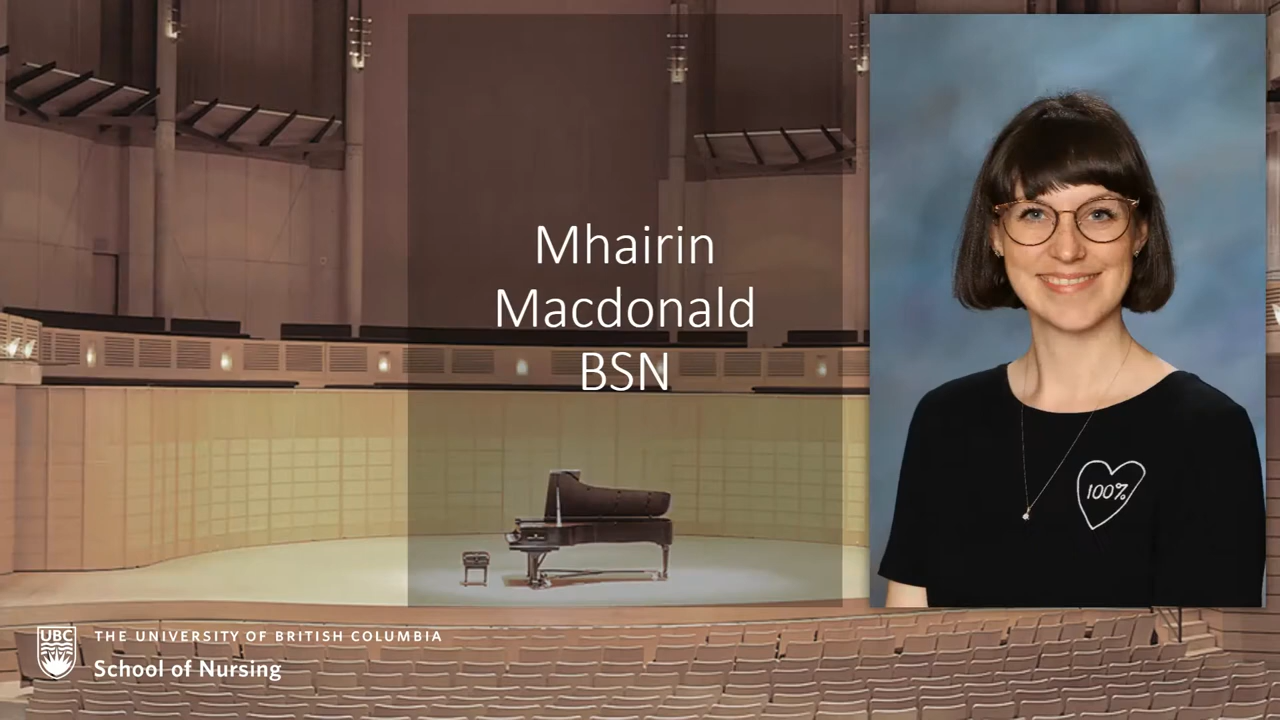 Mhairin
Macdonald
BSN
100%
UBC
THE UNIVERSITY OF BRITISH COLUMBIA
School of Nursing